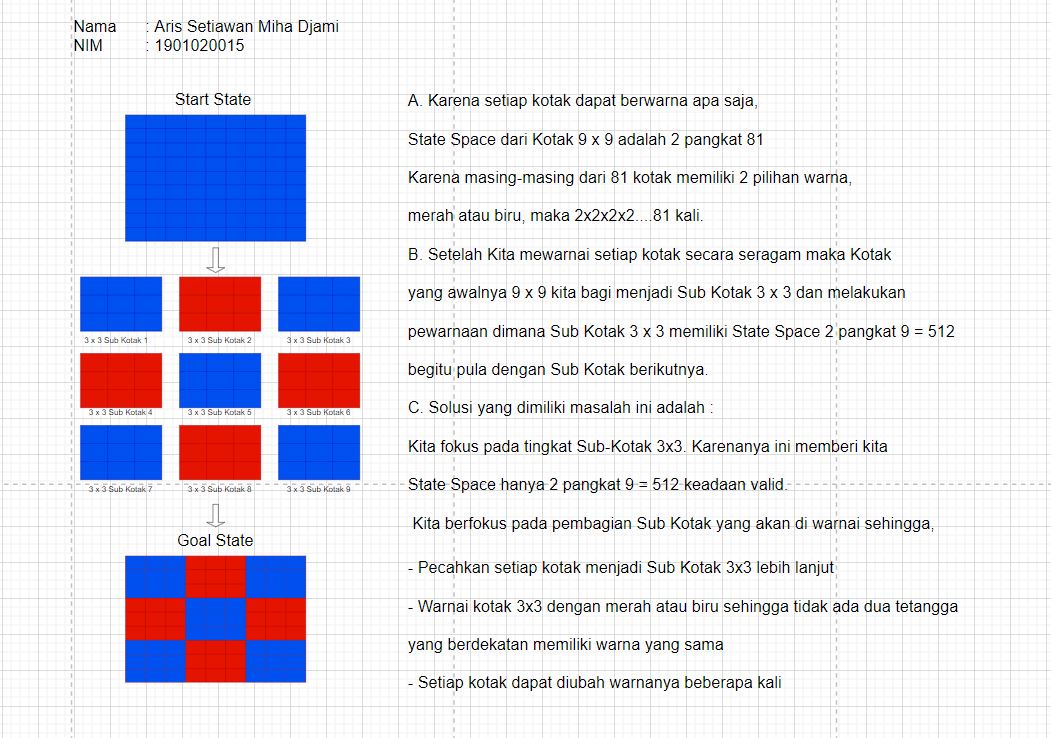 Nama : Aris Setiawan Miha Djami
NIM : 1901020015
Start State
3 x 3 Sub Kotak 1
3 x 3 Sub Kotak 2
3 x 3 Sub Kotak 3
3 x 3 Sub Kotak 4
3 x 3 Sub Kotak 5
3 x 3 Sub Kotak 6
3 x 3 Sub Kotak 7
3 x 3 Sub Kotak 8
3 x 3 Sub Kotak 9
Goal State
A. Karena setiap kotak dapat berwarna apa saja,
State Space dari Kotak 9 x 9 adalah 2 pangkat 81
Karena masing-masing dari 81 kotak memiliki 2 pilihan warna,
merah atau biru, maka 2x2x2x2....81 kali.
B. Setelah Kita mewarnai setiap kotak secara seragam maka Kotak
yang awalnya 9 x 9 kita bagi menjadi Sub Kotak 3 x 3 dan melakukan
pewarnaan dimana Sub Kotak 3 x 3 memiliki State Space 2 pangkat 9 = 512
begitu pula dengan Sub Kotak berikutnya.
C. Solusi yang dimiliki masalah ini adalah :
Kita fokus pada tingkat Sub-Kotak 3x3. Karenanya ini memberi kita
State Space hanya 2 pangkat 9 = 512 keadaan valid.
Kita berfokus pada pembagian Sub Kotak yang akan di warnai sehingga,
- Pecahkan setiap kotak menjadi Sub Kotak 3x3 lebih lanjut
- Warnai kotak 3x3 dengan merah atau biru sehingga tidak ada dua tetangga
yang berdekatan memiliki warna yang sama
- Setiap kotak dapat diubah warnanya beberapa kali